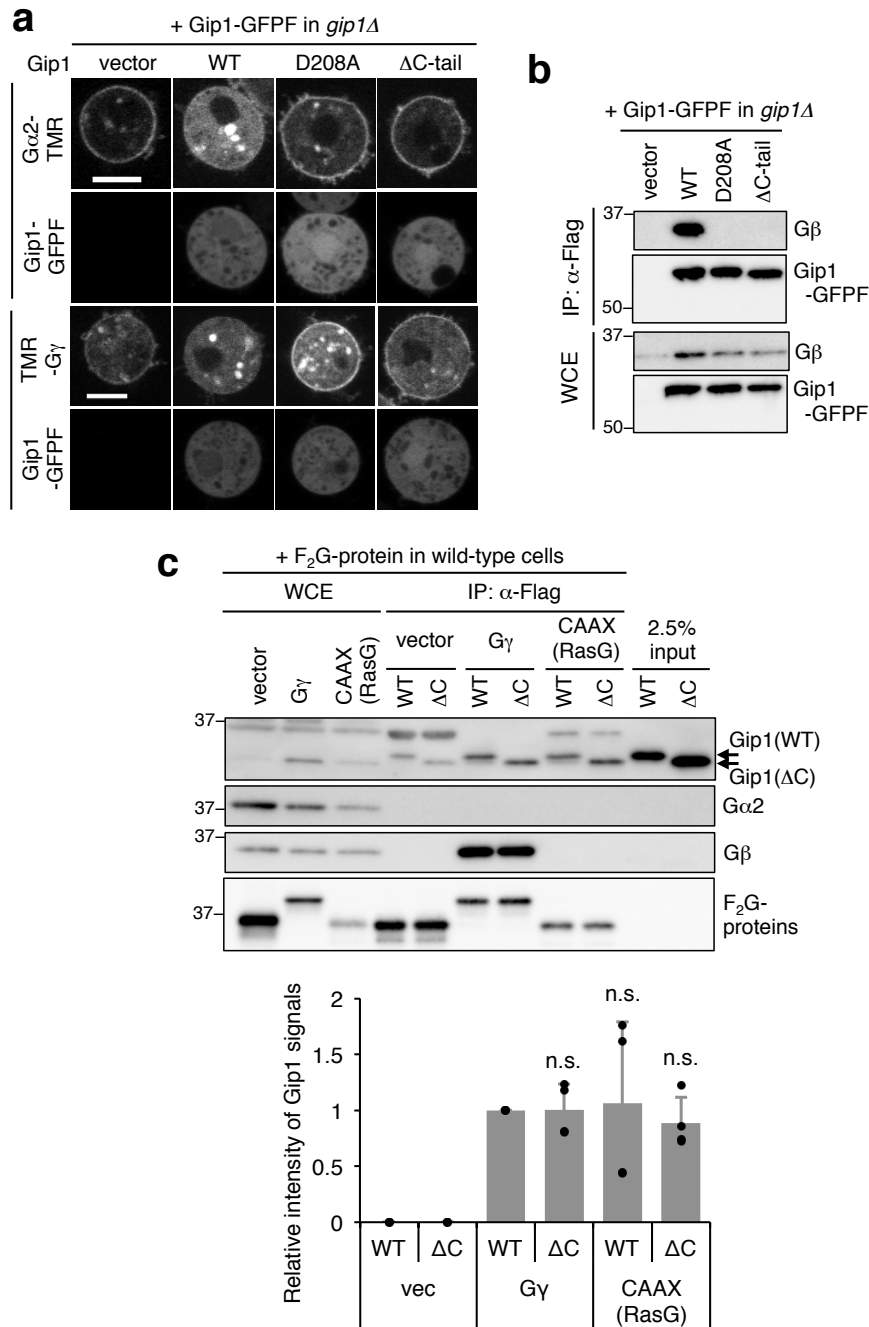 a
+ Gip1-GFPF in gip1Δ
Gip1 vector WT D208A ΔC-tail
Gα2-
TMR
Gip1-
GFPF
TMR
-Gγ
Gip1
-GFPF
b
+ Gip1-GFPF in gip1Δ
vector WT D208A ΔC-tail
IP: α-Flag
37
Gβ
Gip1
-GFPF
50
WCE
37
Gβ
Gip1
-GFPF
50
c
+ F₂G-protein in wild-type cells
WCE IP: α-Flag
vector Gγ CAAX
(RasG)
vector Gγ CAAX
(RasG)
2.5%
input
WT ΔC WT ΔC WT ΔC WT ΔC
37
Gip1(WT)
Gip1(ΔC)
37
Gα2
37
Gβ
37
F₂G-
proteins
Relative intensity of Gip1 signals
2
1.5
1
0.5
0
n.s.
n.s.
n.s.
WT ΔC WT ΔC WT ΔC
vec Gγ CAAX
(RasG)